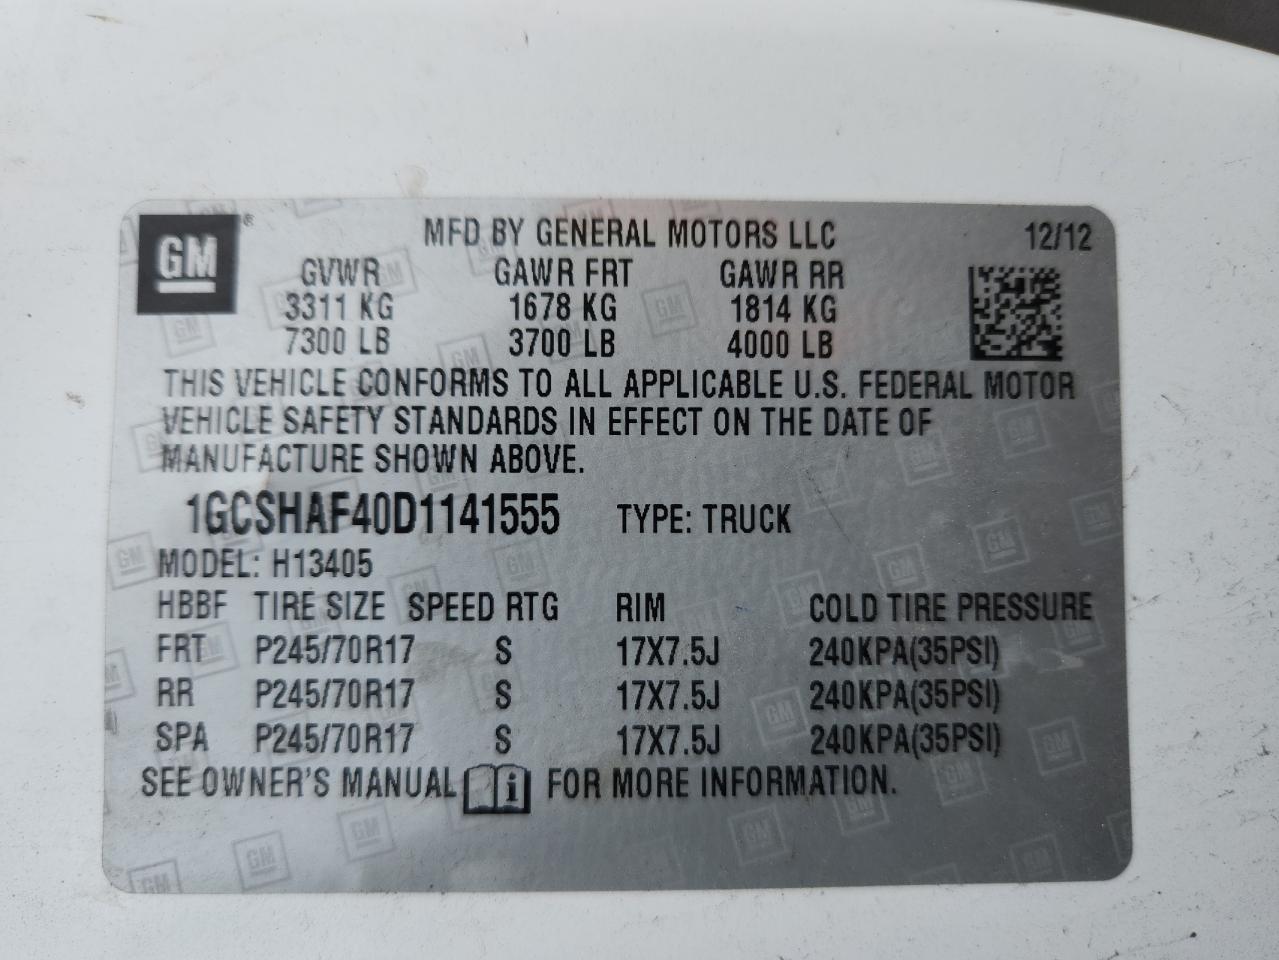 GM ® MFD BY GENERAL MOTORS LLC 12/12
GVWR GAWR FRT GAWR RR
3311 KG 1678 KG 1814 KG
7300 LB 3700 LB 4000 LB
THIS VEHICLE CONFORMS TO ALL APPLICABLE U.S. FEDERAL MOTOR
VEHICLE SAFETY STANDARDS IN EFFECT ON THE DATE OF
MANUFACTURE SHOWN ABOVE.
1GCSHAF40D1141555 TYPE: TRUCK
MODEL: H13405
HBBF TIRE SIZE SPEED RTG RIM COLD TIRE PRESSURE
FRT P245/70R17 S 17X7.5J 240KPA(35PSI)
RR P245/70R17 S 17X7.5J 240KPA(35PSI)
SPA P245/70R17 S 17X7.5J 240KPA(35PSI)
SEE OWNER'S MANUAL i FOR MORE INFORMATION.